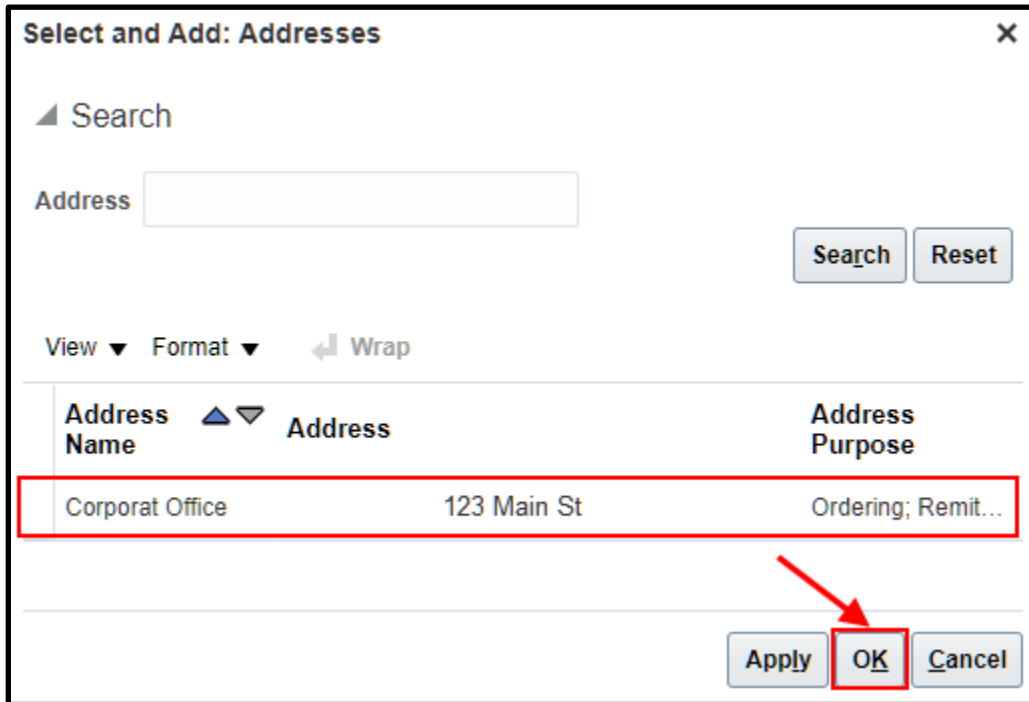 Select and Add: Addresses
Search
Address
Search Reset
View Format Wrap
Address Name Address Address Purpose
Corporat Office 123 Main St Ordering; Remit...
Apply OK Cancel